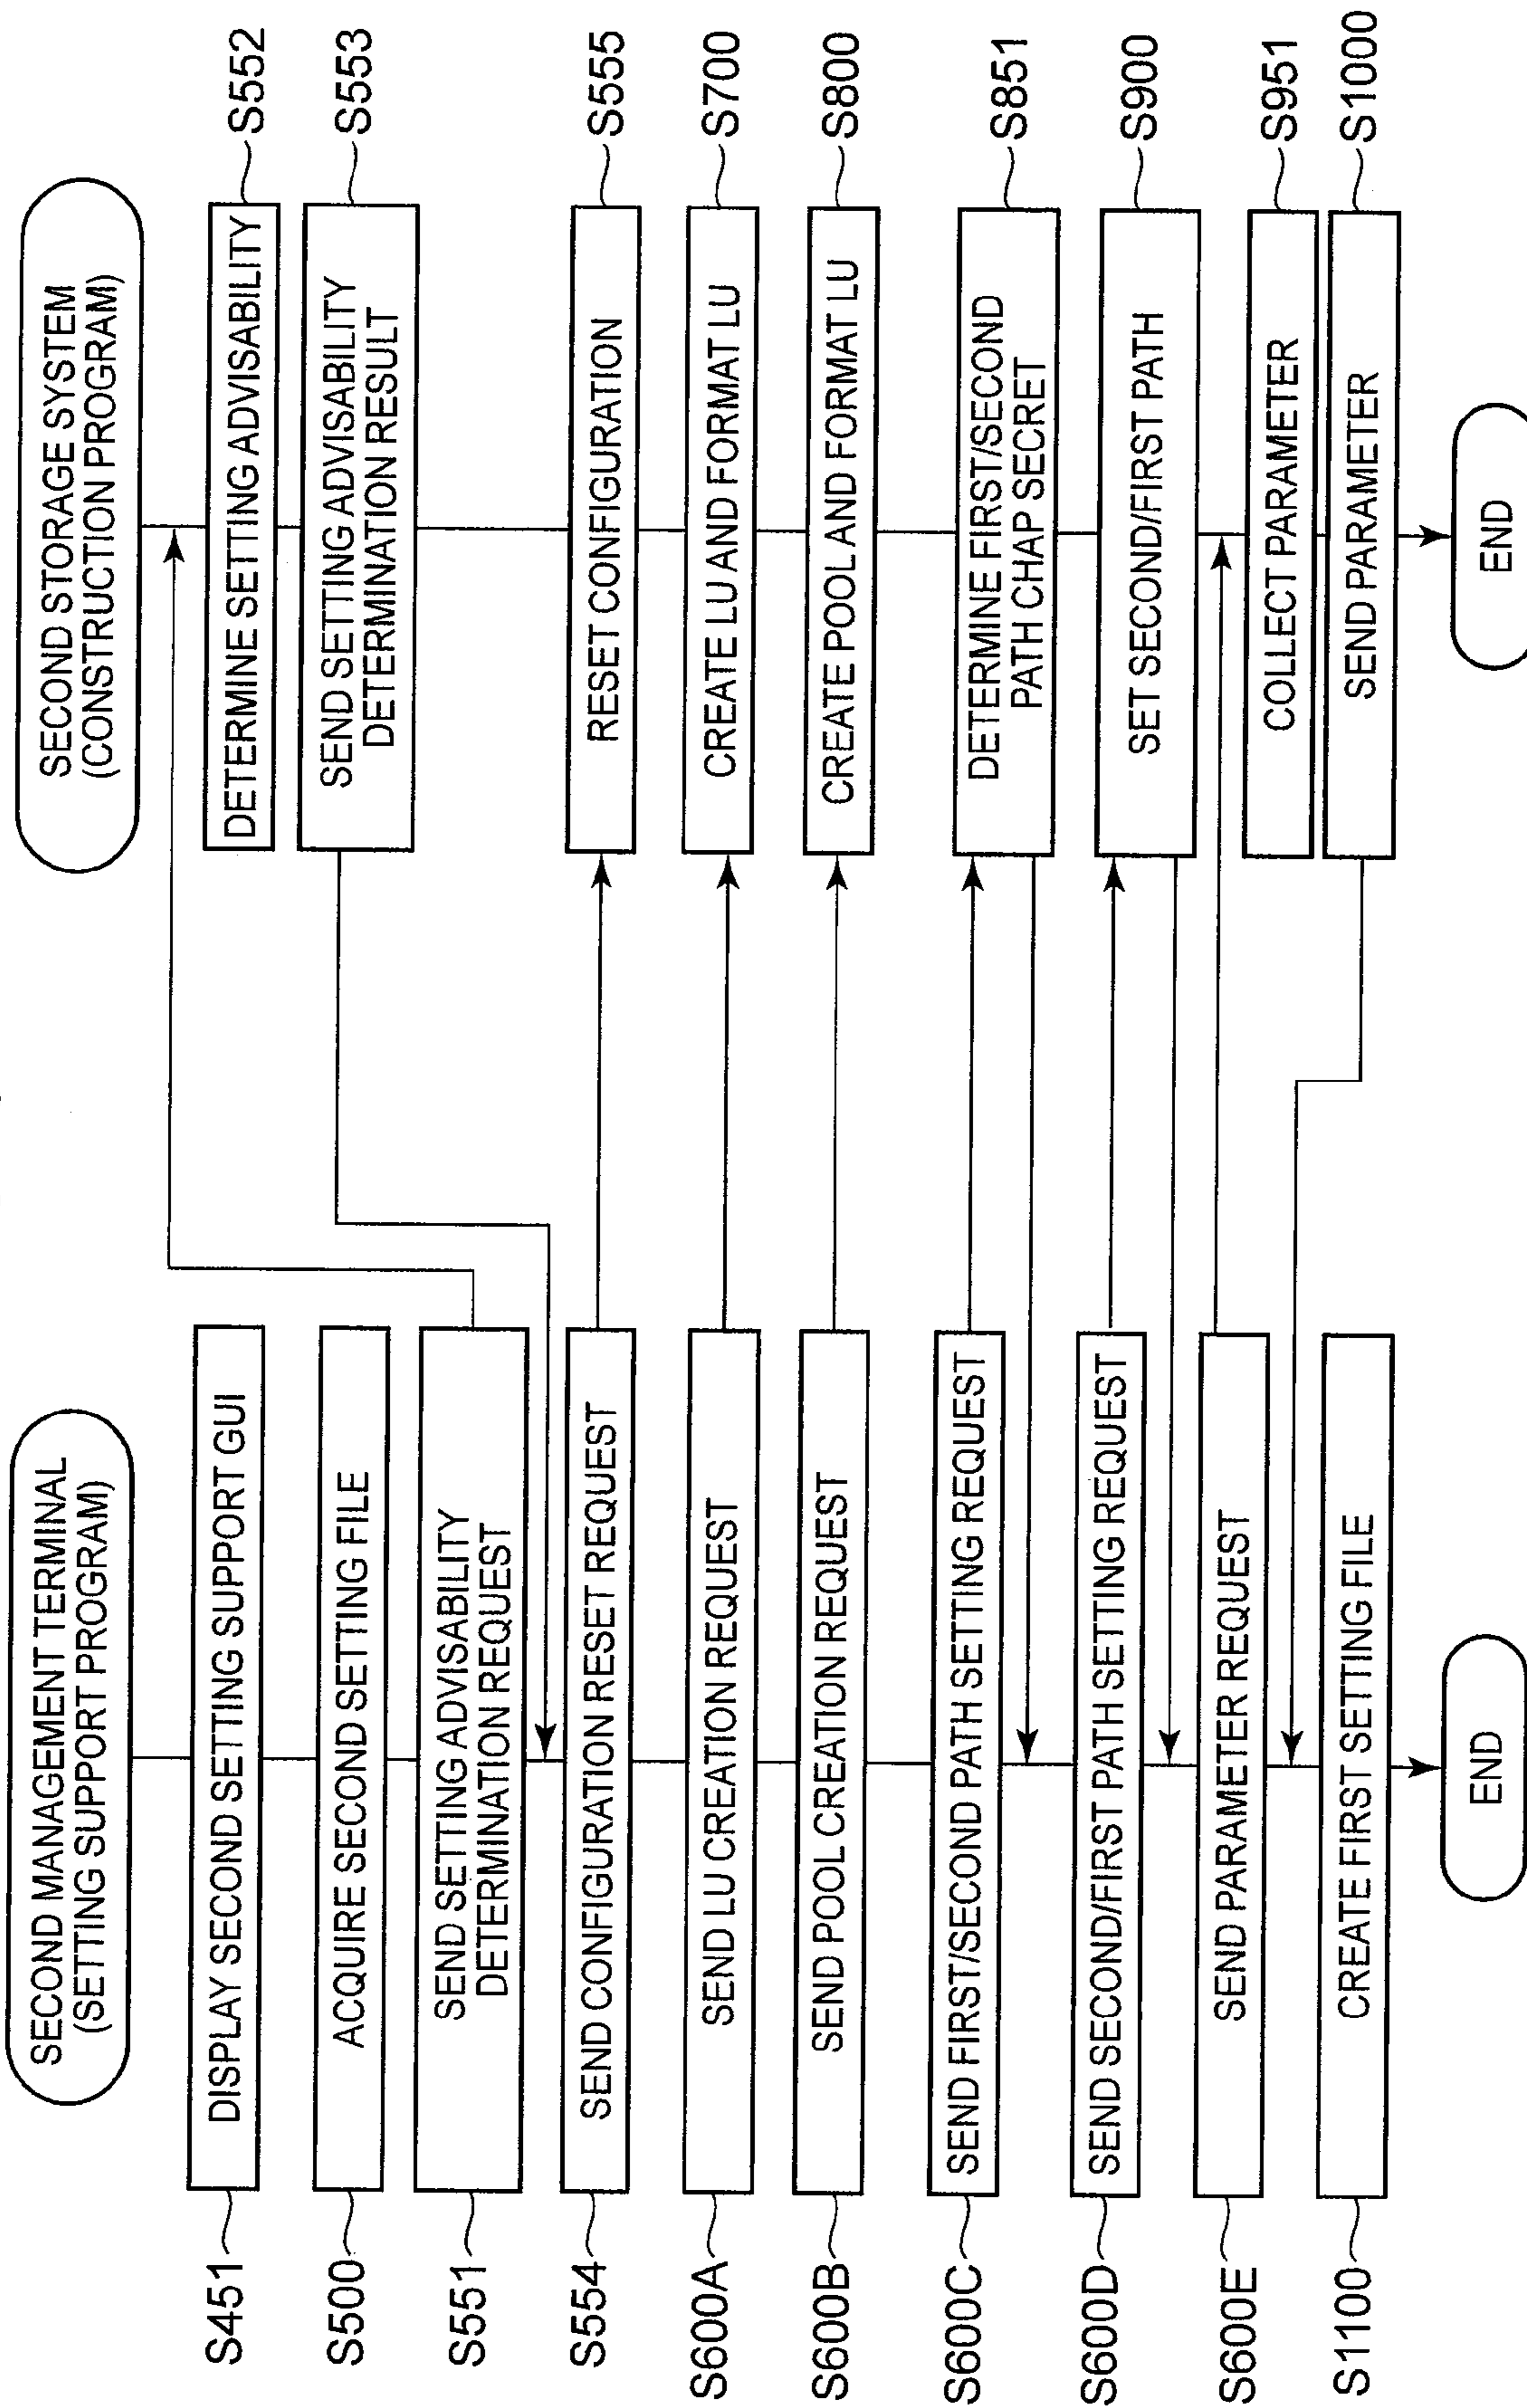 SECOND MANAGEMENT TERMINAL
(SETTING SUPPORT PROGRAM)
S451
DISPLAY SECOND SETTING SUPPORT GUI
S500
ACQUIRE SECOND SETTING FILE
S551
SEND SETTING ADVISABILITY
DETERMINATION REQUEST
S554
SEND CONFIGURATION RESET REQUEST
S600A
SEND LU CREATION REQUEST
S600B
SEND POOL CREATION REQUEST
S600C
SEND FIRST/SECOND PATH SETTING REQUEST
S600D
SEND SECOND/FIRST PATH SETTING REQUEST
S600E
SEND PARAMETER REQUEST
S1100
CREATE FIRST SETTING FILE
END
SECOND STORAGE SYSTEM
(CONSTRUCTION PROGRAM)
DETERMINE SETTING ADVISABILITY
S552
SEND SETTING ADVISABILITY
DETERMINATION RESULT
S553
RESET CONFIGURATION
S555
CREATE LU AND FORMAT LU
S700
CREATE POOL AND FORMAT LU
S800
DETERMINE FIRST/SECOND
PATH CHAP SECRET
S851
SET SECOND/FIRST PATH
S900
COLLECT PARAMETER
S951
SEND PARAMETER
S1000
END